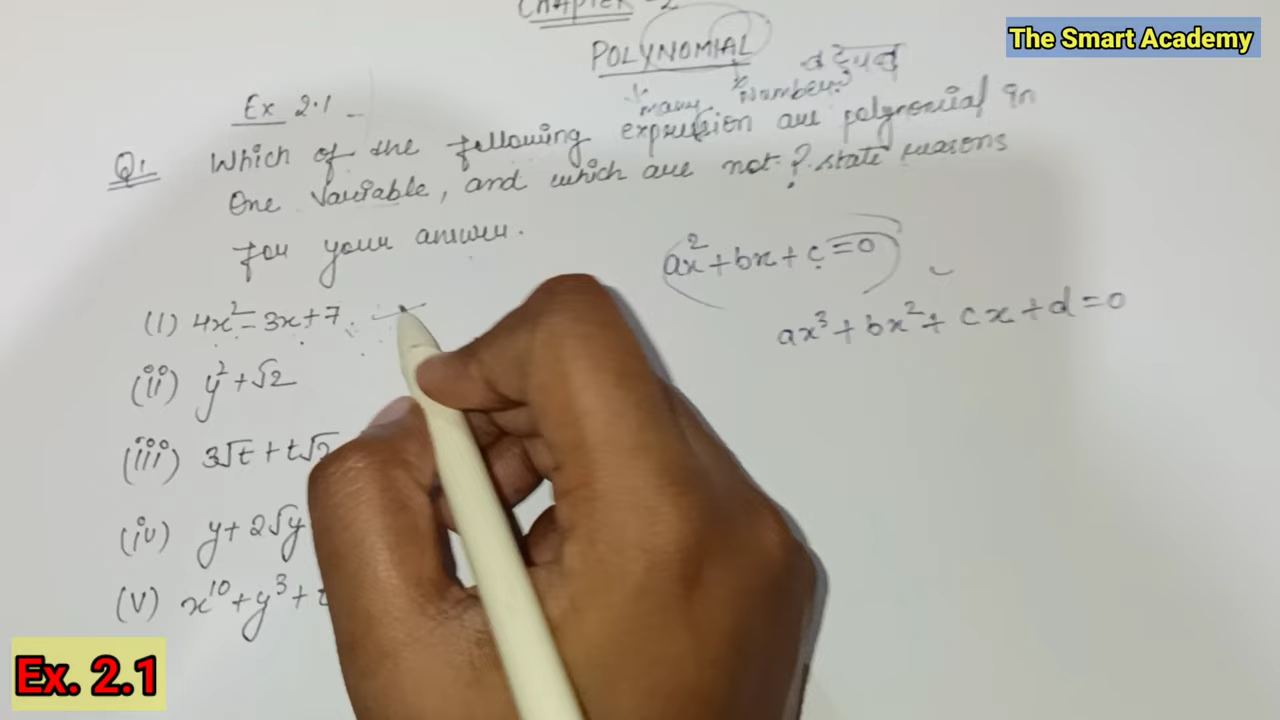 CHAPTER -2
The Smart Academy
POLYNOMIAL
many Number बहुपद
Ex 2.1
Q1. Which of the following expression are polynomial in
One Variable, and which are not? state reasons
for your answer.
ax²+bx+c=0
(i) 4x²-3x+7
ax³+bx²+cx+d=0
(ii) y²+√2
(iii) 3√t+t√2
(iv) y+2√y
(v) x¹⁰+y³+
Ex. 2.1